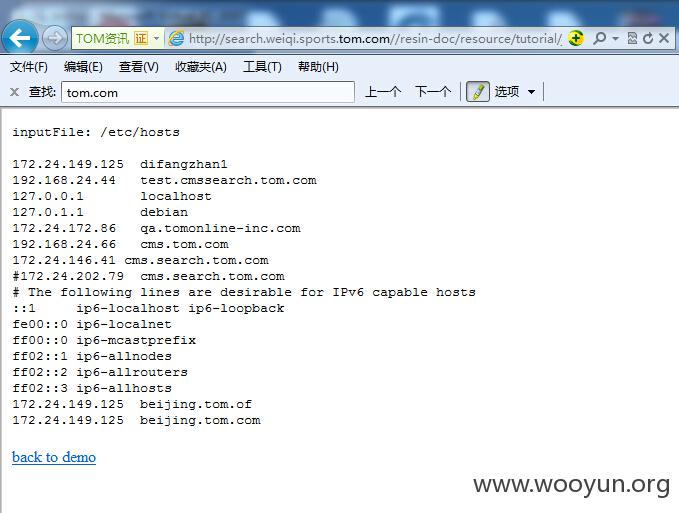 TOM资讯 证 http://search.weiqi.sports.tom.com//resin-doc/resource/tutorial/
文件(F) 编辑(E) 查看(V) 收藏夹(A) 工具(T) 帮助(H)
x 查找: tom.com 上一个 下一个 选项
inputFile: /etc/hosts
172.24.149.125 difangzhan1
192.168.24.44 test.cmssearch.tom.com
127.0.0.1 localhost
127.0.1.1 debian
172.24.172.86 qa.tomonline-inc.com
192.168.24.66 cms.tom.com
172.24.146.41 cms.search.tom.com
#172.24.202.79 cms.search.tom.com
# The following lines are desirable for IPv6 capable hosts
::1 ip6-localhost ip6-loopback
fe00::0 ip6-localnet
ff00::0 ip6-mcastprefix
ff02::1 ip6-allnodes
ff02::2 ip6-allrouters
ff02::3 ip6-allhosts
172.24.149.125 beijing.tom.of
172.24.149.125 beijing.tom.com
back to demo
www.wooyun.org